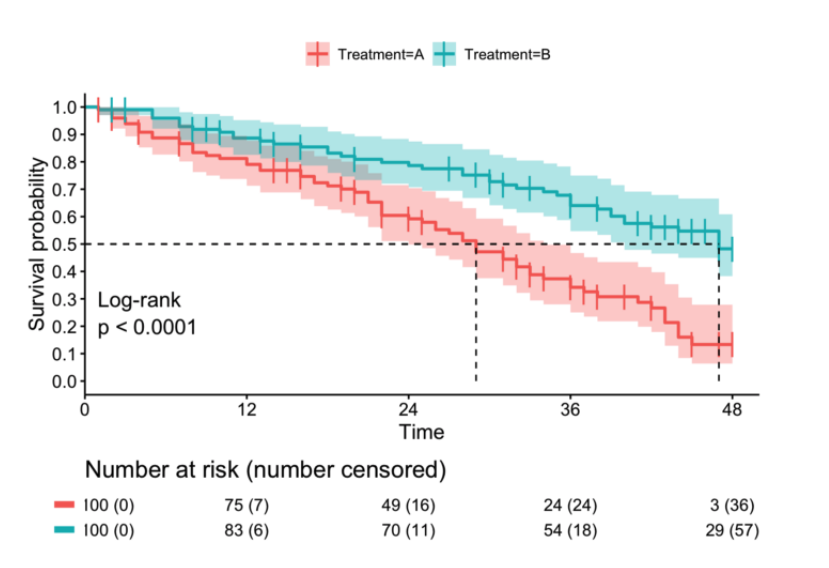 Treatment=A Treatment=B
Survival probability
1.0
0.9
0.8
0.7
0.6
0.5
0.4
0.3
0.2
0.1
0.0
Log-rank
p < 0.0001
0 12 24 36 48
Time
Number at risk (number censored)
100 (0) 75 (7) 49 (16) 24 (24) 3 (36)
100 (0) 83 (6) 70 (11) 54 (18) 29 (57)